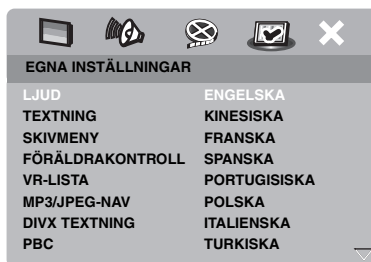 EGNA INSTÄLLNINGAR
LJUD ENGELSKA
TEXTNING KINESISKA
SKIVMENY FRANSKA
FÖRÄLDRAKONTROLL SPANSKA
VR-LISTA PORTUGISISKA
MP3/JPEG-NAV POLSKA
DIVX TEXTNING ITALIENSKA
PBC TURKISKA